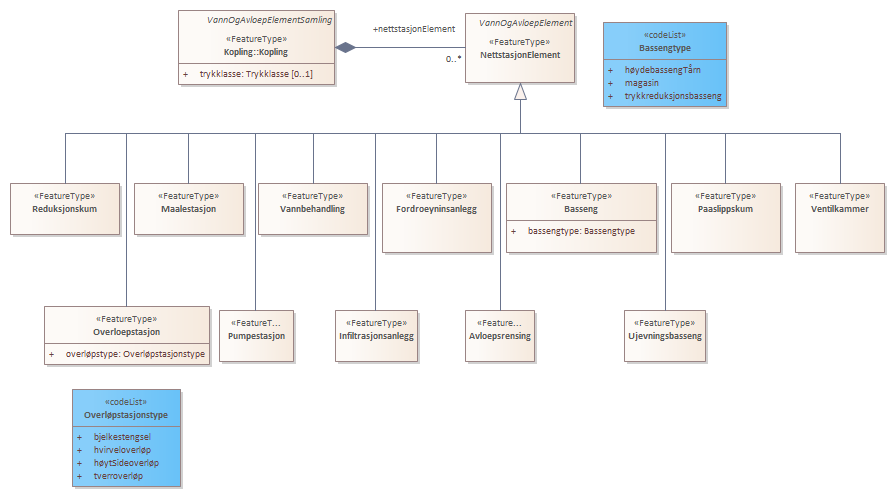 VannOgAvloepElementSamling
«FeatureType»
Kopling::Kopling
+ trykklasse: Trykklasse [0..1]
+nettstasjonElement
0..*
VannOgAvloepElement
«FeatureType»
NettstasjonElement
«codeList»
Bassengtype
+ høydebassengTårn
+ magasin
+ trykkreduksjonsbasseng
«FeatureType»
Reduksjonskum
«FeatureType»
Maalestasjon
«FeatureType»
Vannbehandling
«FeatureType»
Fordroeyninsanlegg
«FeatureType»
Basseng
+ bassengtype: Bassengtype
«FeatureType»
Paaslippskum
«FeatureType»
Ventilkammer
«FeatureType»
Overloepstasjon
+ overløpstype: Overløpstasjonstype
«FeatureT...
Pumpestasjon
«FeatureType»
Infiltrasjonsanlegg
«Feature...
Avloepsrensing
«FeatureType»
Ujevningsbasseng
«codeList»
Overløpstasjonstype
+ bjelkestengsel
+ hvirveloverløp
+ høytSideoverløp
+ tverroverløp